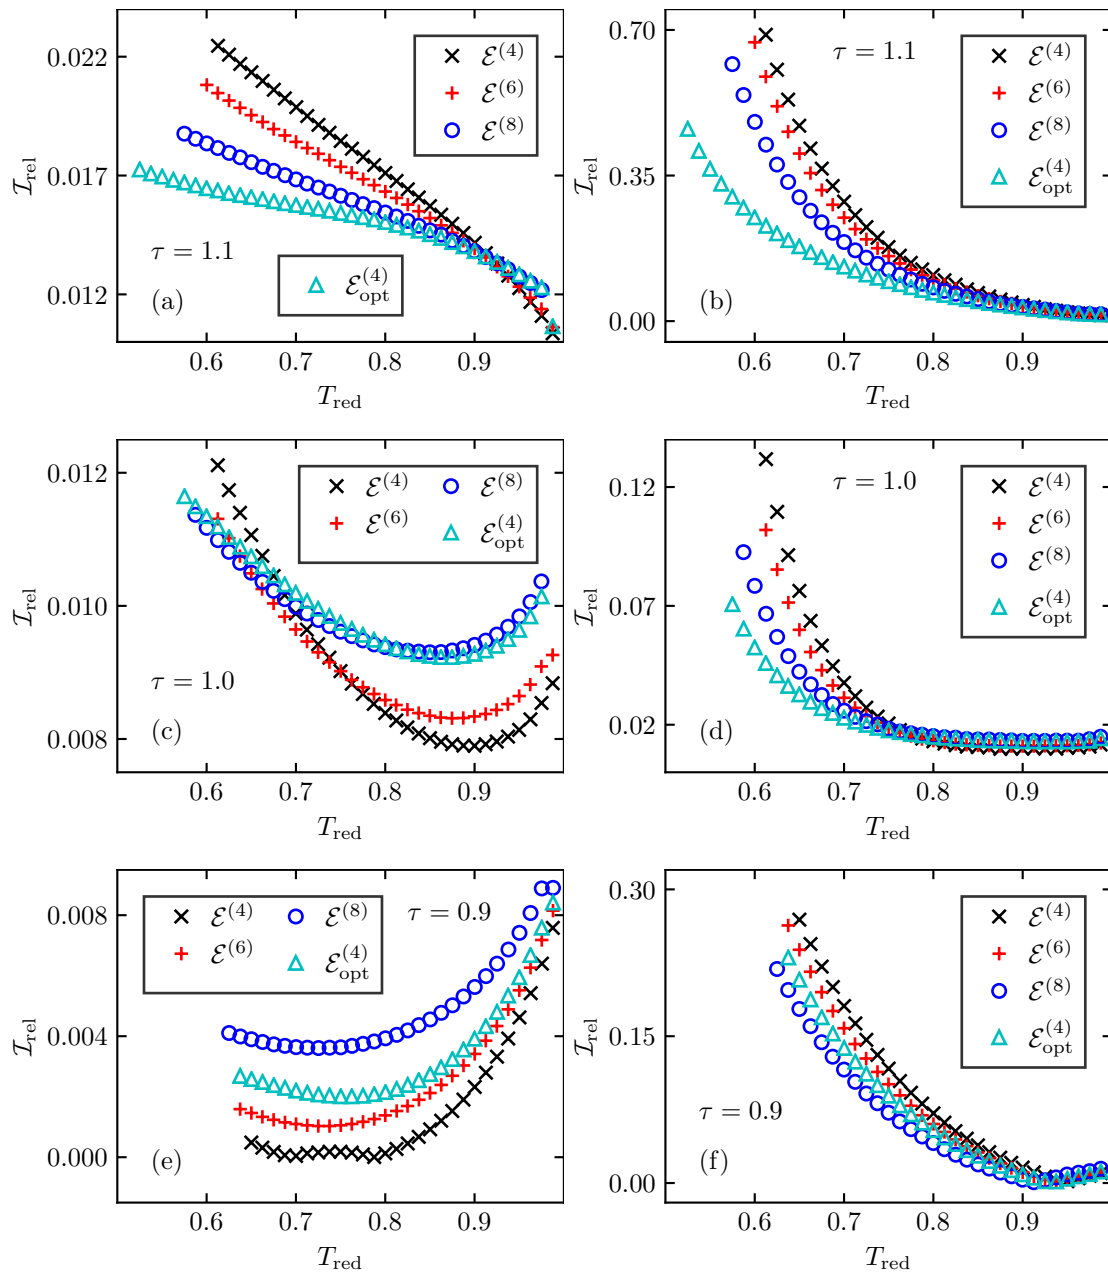 0.022
0.017
0.012
ℐ_rel
ℰ^(4)
ℰ^(6)
ℰ^(8)
τ = 1.1
ℰ_opt^(4)
(a)
0.6 0.7 0.8 0.9
T_red
0.70
0.35
0.00
ℐ_rel
τ = 1.1
ℰ^(4)
ℰ^(6)
ℰ^(8)
ℰ_opt^(4)
(b)
0.6 0.7 0.8 0.9
T_red
0.012
0.010
0.008
ℐ_rel
ℰ^(4) ℰ^(8)
ℰ^(6) ℰ_opt^(4)
τ = 1.0
(c)
0.6 0.7 0.8 0.9
T_red
0.12
0.07
0.02
ℐ_rel
τ = 1.0
ℰ^(4)
ℰ^(6)
ℰ^(8)
ℰ_opt^(4)
(d)
0.6 0.7 0.8 0.9
T_red
0.008
0.004
0.000
ℐ_rel
ℰ^(4) ℰ^(8)
ℰ^(6) ℰ_opt^(4)
τ = 0.9
(e)
0.6 0.7 0.8 0.9
T_red
0.30
0.15
0.00
ℐ_rel
ℰ^(4)
ℰ^(6)
ℰ^(8)
ℰ_opt^(4)
τ = 0.9
(f)
0.6 0.7 0.8 0.9
T_red